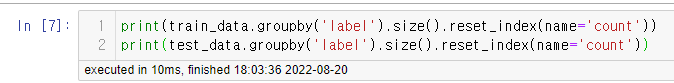 In [7]:
1 print(train_data.groupby('label').size().reset_index(name='count'))
2 print(test_data.groupby('label').size().reset_index(name='count'))
executed in 10ms, finished 18:03:36 2022-08-20